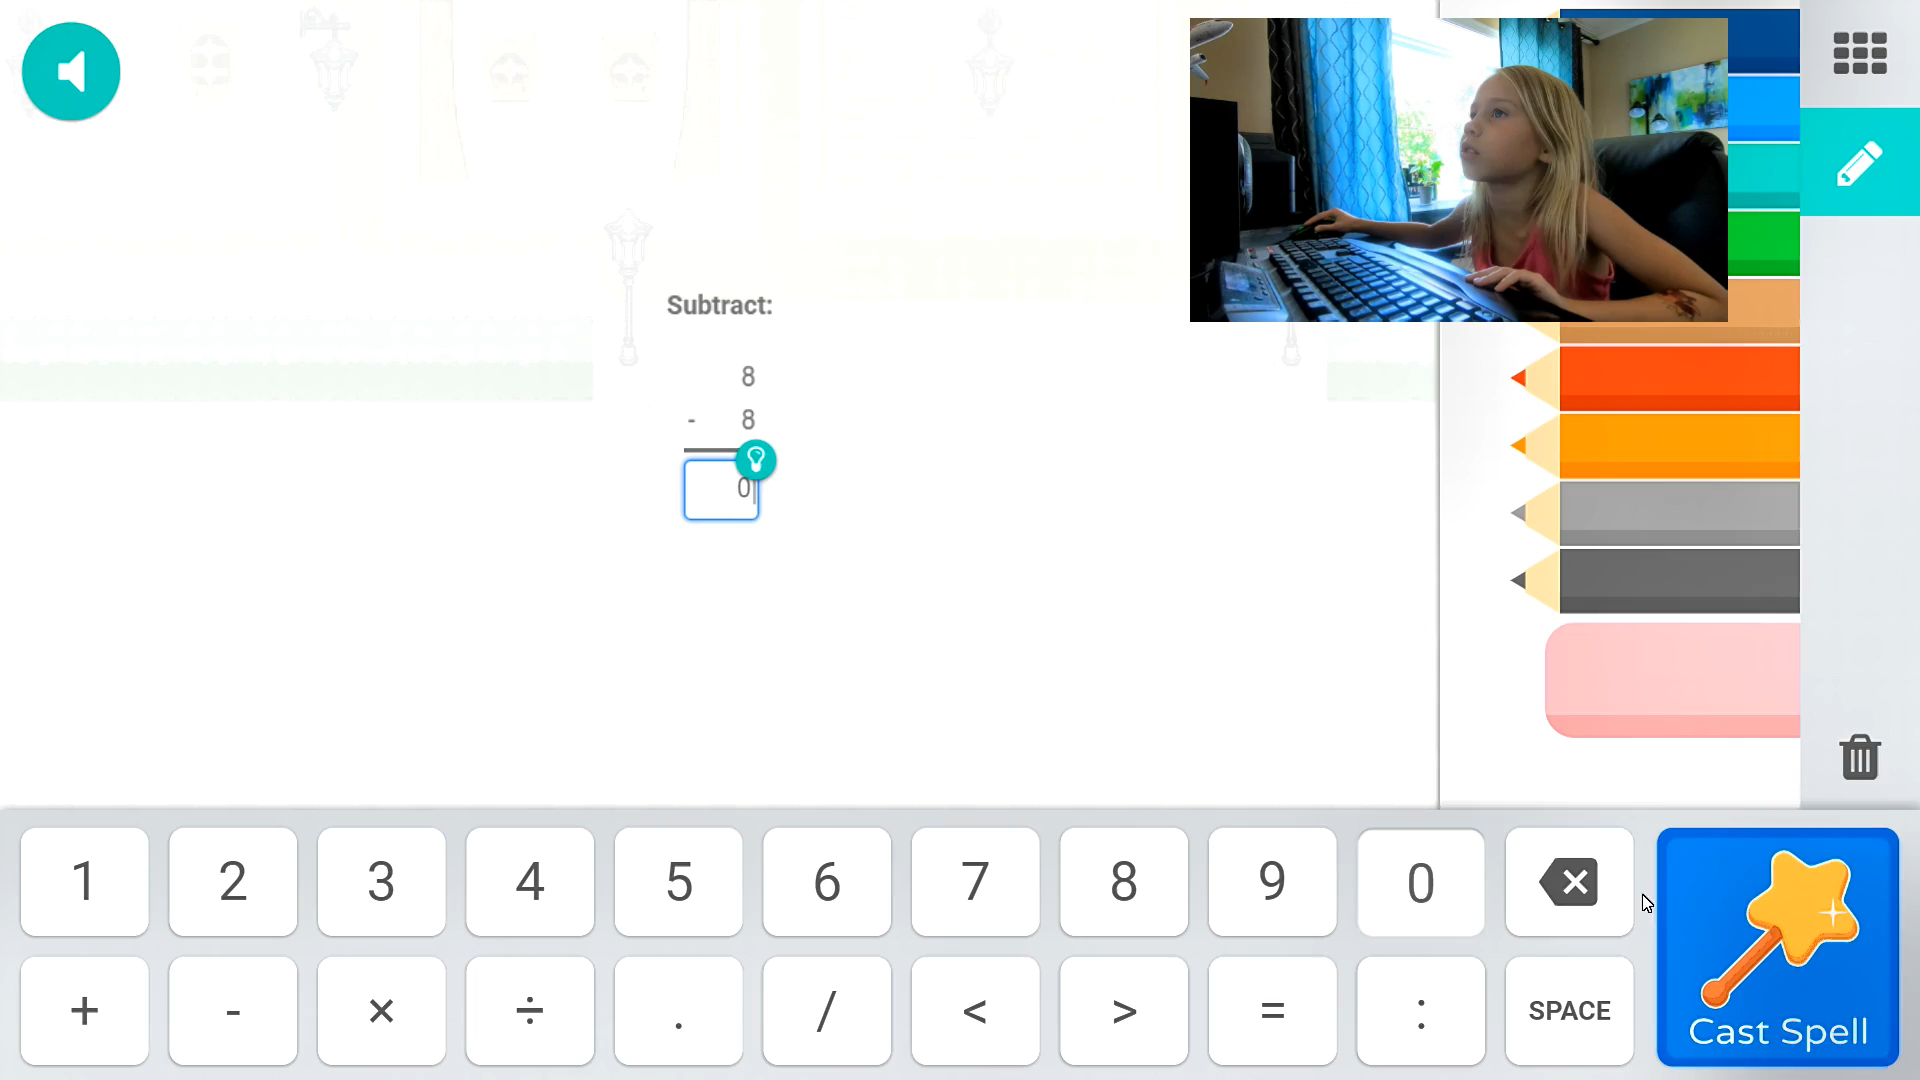 Subtract:
8
- 8
0
1 2 3 4 5 6 7 8 9 0
+ - × ÷ . / < > = : SPACE
Cast Spell